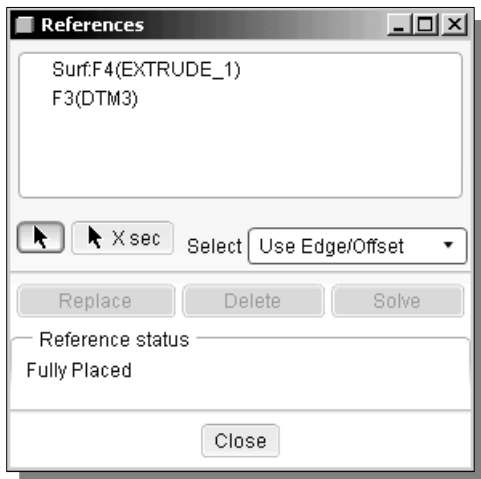 References
Surf:F4(EXTRUDE_1)
F3(DTM3)
X sec Select Use Edge/Offset
Replace Delete Solve
Reference status
Fully Placed
Close